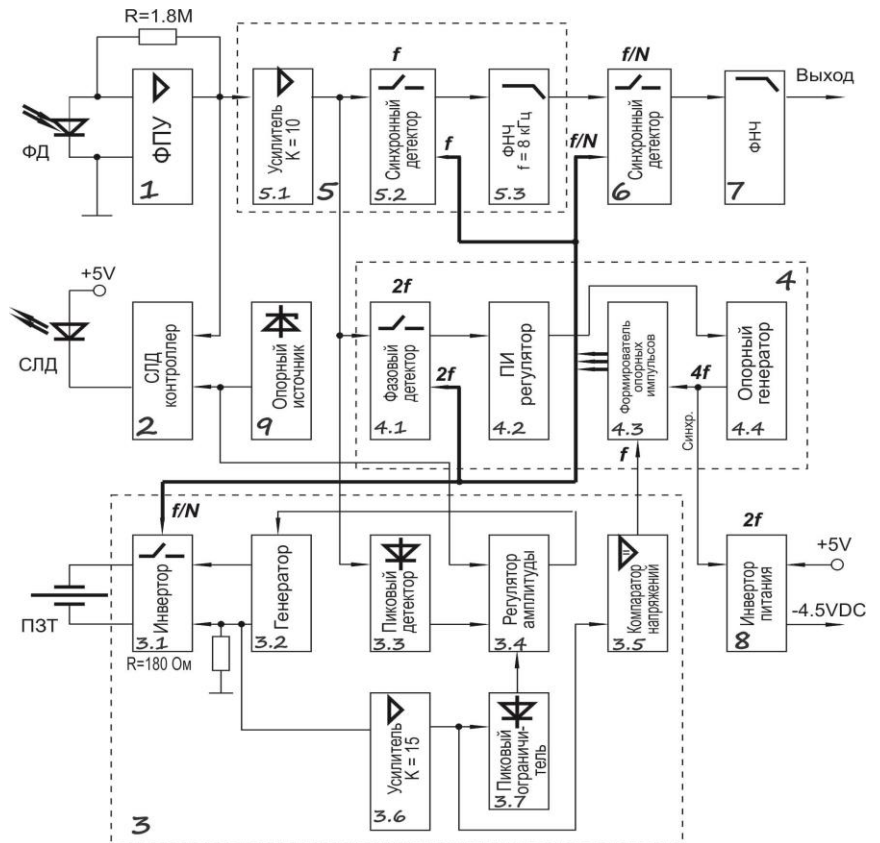 R=1.8M
ФД
ФПУ
1
Усилитель
K = 10
5.1
5
f
Синхронный
детектор
5.2
f
ФНЧ
f = 8 кГц
5.3
f/N
f/N
Синхронный
детектор
6
ФНЧ
7
Выход
+5V
СЛД
СЛД
контроллер
2
Опорный
источник
9
4
2f
Фазовый
детектор
4.1
2f
ПИ
регулятор
4.2
Формирователь
опорных
импульсов
4.3
f
4f
Синхр.
Опорный
генератор
4.4
f/N
ПЗТ
Инвертор
3.1
R=180 Ом
Генератор
3.2
Пиковый
детектор
3.3
Регулятор
амплитуды
3.4
Компаратор
напряжений
3.5
=
2f
Инвертор
питания
8
+5V
-4.5VDC
Усилитель
K = 15
3.6
Пиковый
ограничи-
тель
3.7
3